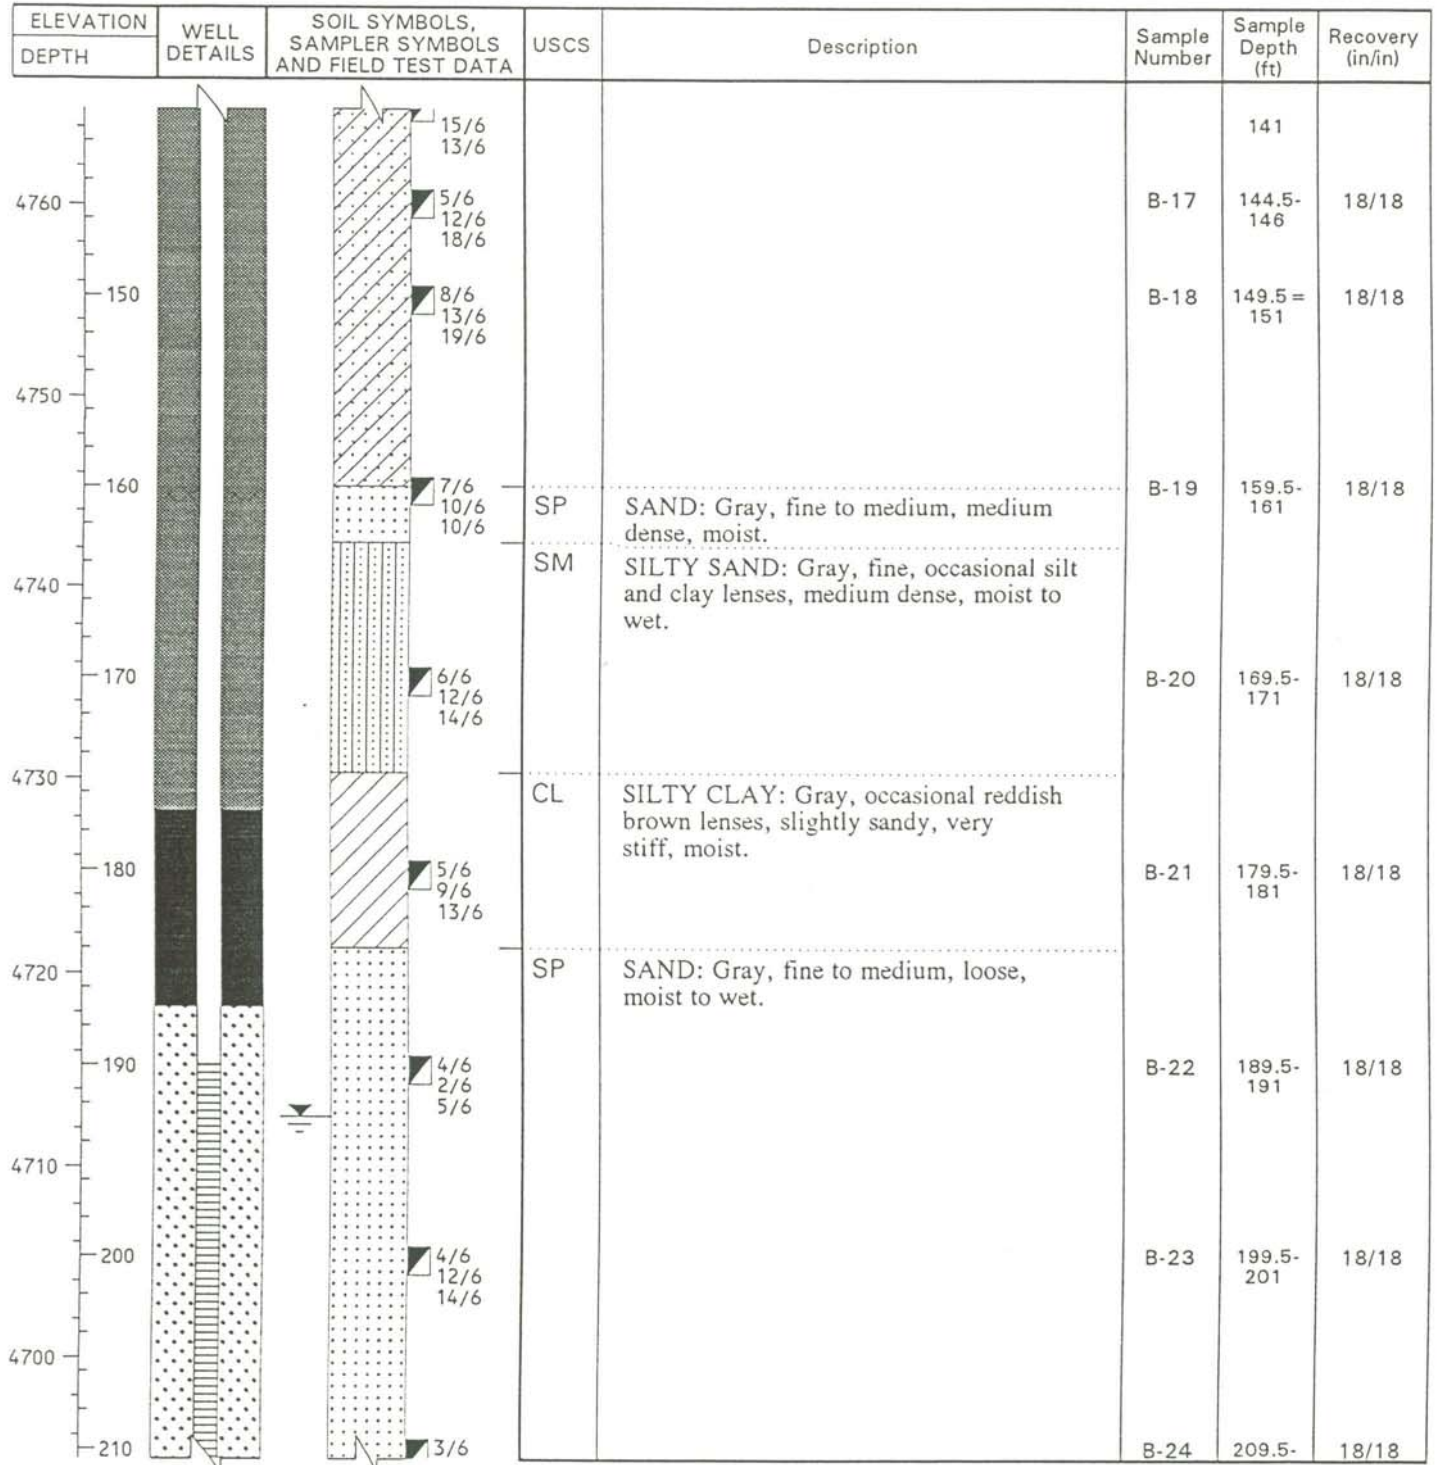 ELEVATION
DEPTH
WELL
DETAILS
SOIL SYMBOLS,
SAMPLER SYMBOLS
AND FIELD TEST DATA
USCS
Description
Sample
Number
Sample
Depth
(ft)
Recovery
(in/in)
15/6
13/6
141
4760
5/6
12/6
18/6
B-17
144.5-
146
18/18
150
8/6
13/6
19/6
B-18
149.5=
151
18/18
4750
160
7/6
10/6
10/6
SP
SAND: Gray, fine to medium, medium
dense, moist.
B-19
159.5-
161
18/18
4740
SM
SILTY SAND: Gray, fine, occasional silt
and clay lenses, medium dense, moist to
wet.
170
6/6
12/6
14/6
B-20
169.5-
171
18/18
4730
CL
SILTY CLAY: Gray, occasional reddish
brown lenses, slightly sandy, very
stiff, moist.
180
5/6
9/6
13/6
B-21
179.5-
181
18/18
4720
SP
SAND: Gray, fine to medium, loose,
moist to wet.
190
4/6
2/6
5/6
B-22
189.5-
191
18/18
4710
200
4/6
12/6
14/6
B-23
199.5-
201
18/18
4700
210
3/6
B-24
209.5-
18/18